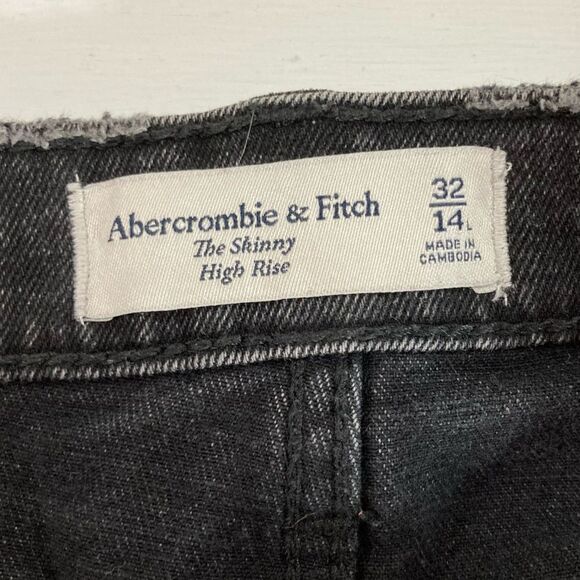 Abercrombie & Fitch
The Skinny
High Rise
32
14L
MADE IN
CAMBODIA